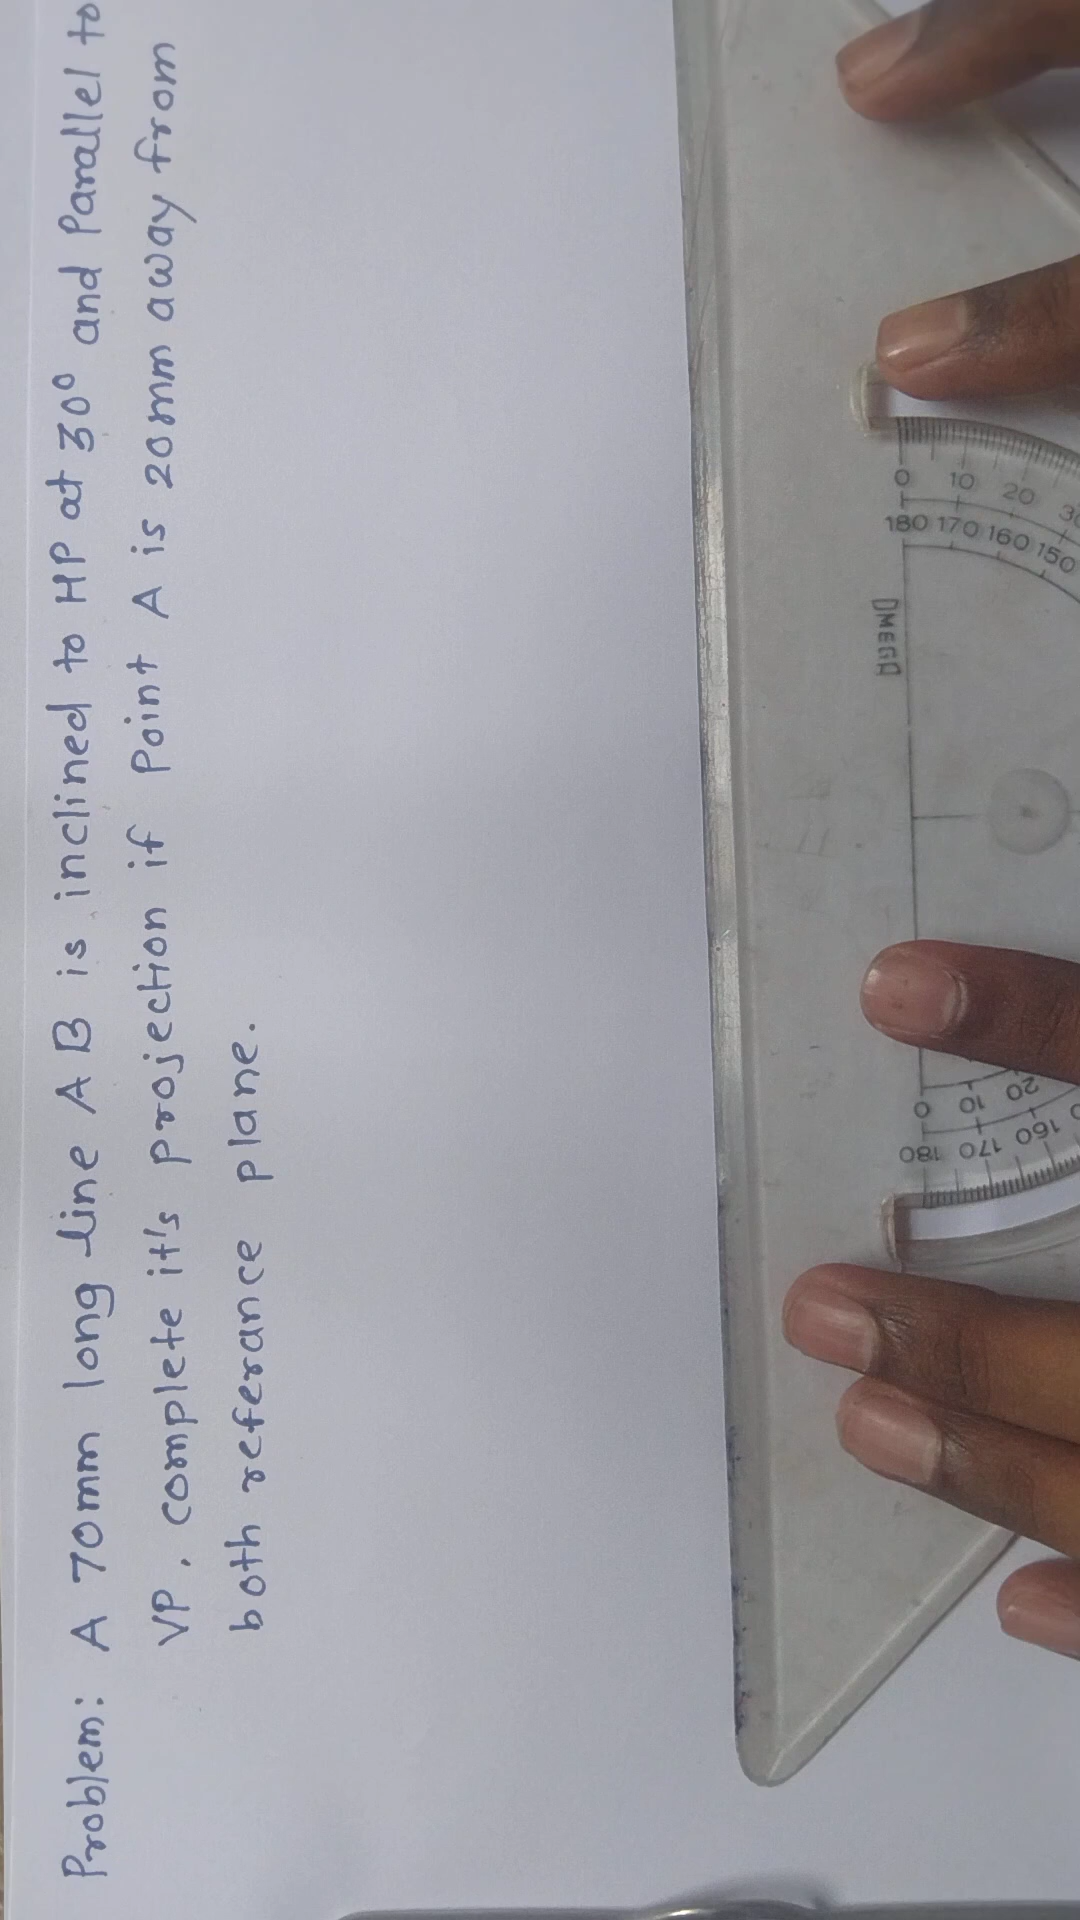 Problem: A 70mm long line AB is inclined to HP at 30° and Parallel to
VP, complete it's projection if Point A is 20mm away from
both referance plane.
0 10 20
180 170 160 150
OMEGA
0 10 20
180 170 160